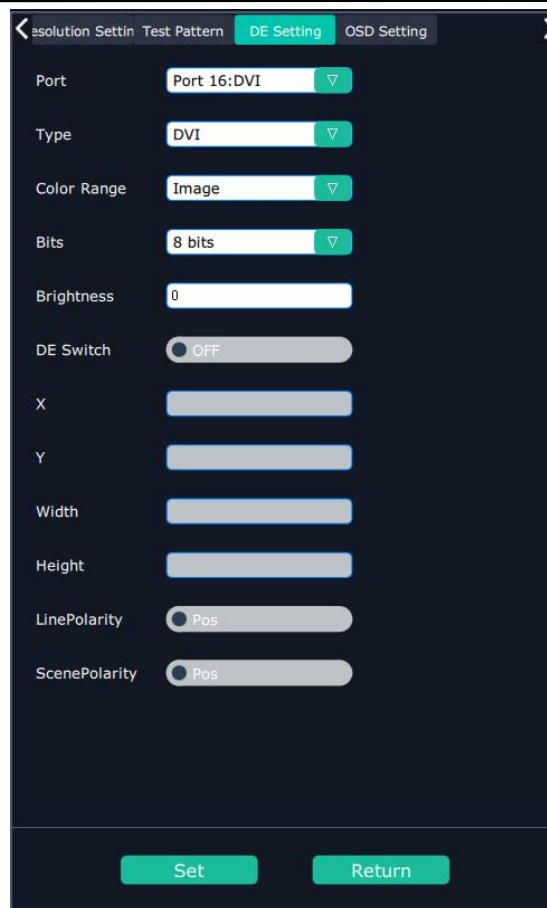 esolution Settin Test Pattern DE Setting OSD Setting
Port Port 16:DVI
Type DVI
Color Range Image
Bits 8 bits
Brightness 0
DE Switch OFF
X
Y
Width
Height
LinePolarity Pos
ScenePolarity Pos
Set Return